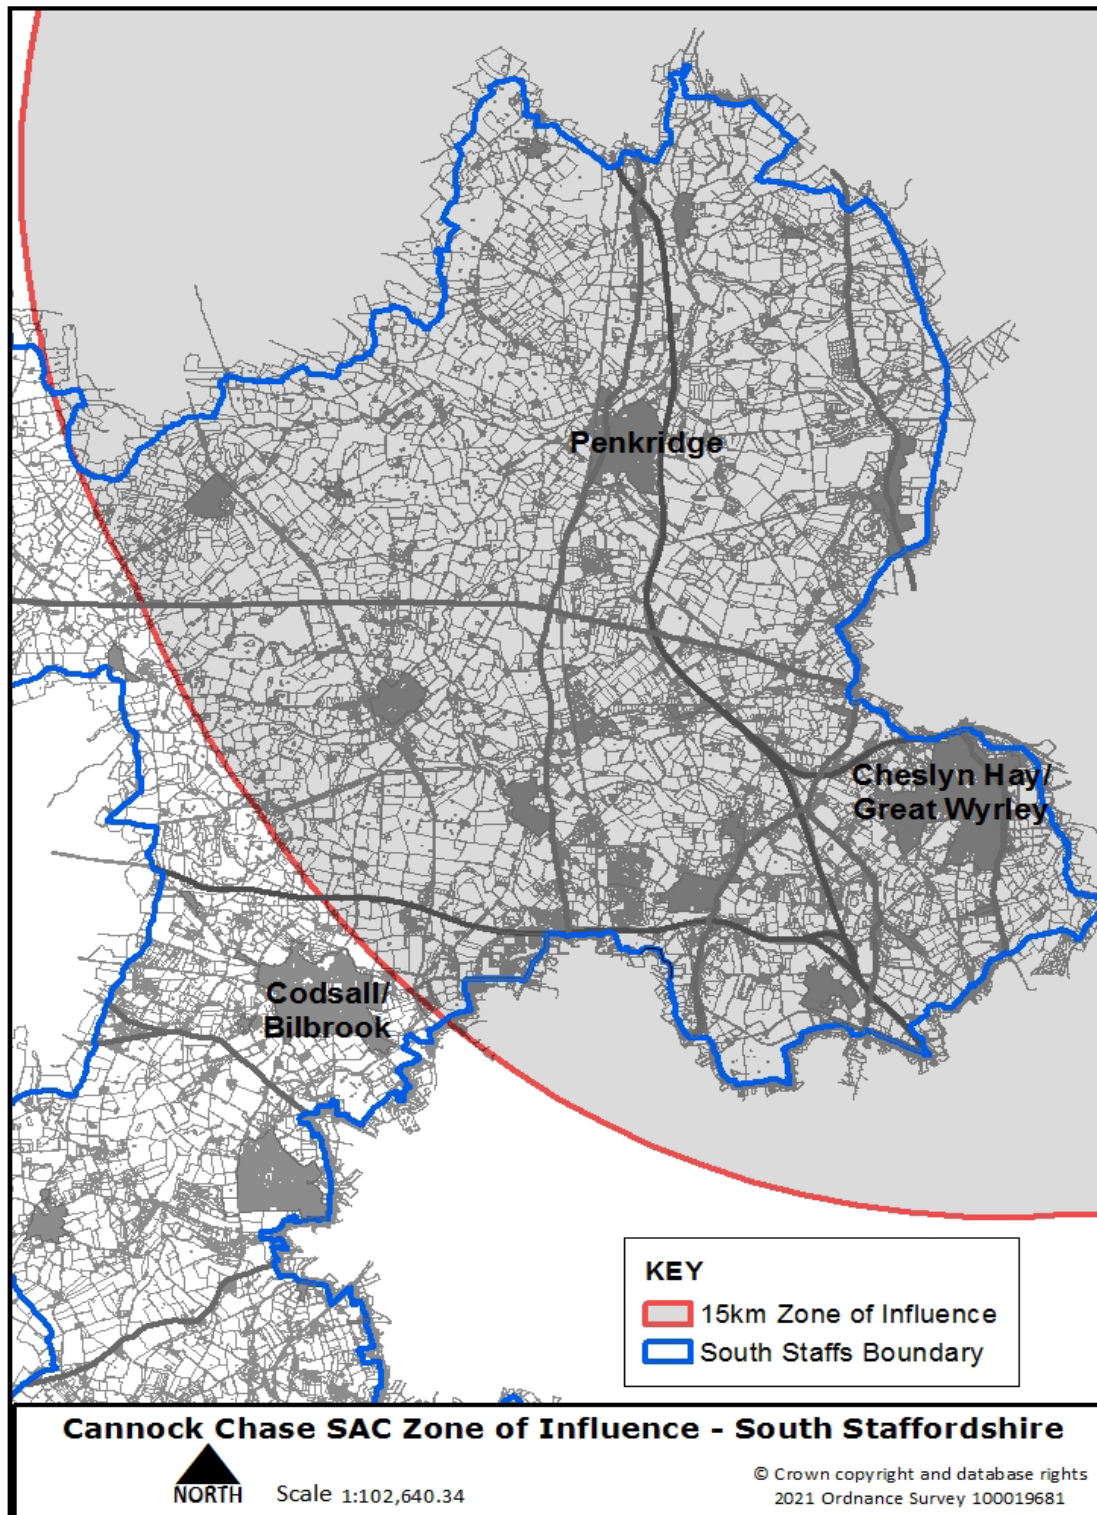 Penkridge
Cheslyn Hay/
Great Wyrley
Codsall/
Bilbrook
KEY
15km Zone of Influence
South Staffs Boundary
Cannock Chase SAC Zone of Influence - South Staffordshire
NORTH
Scale 1:102,640.34
© Crown copyright and database rights
2021 Ordnance Survey 100019681